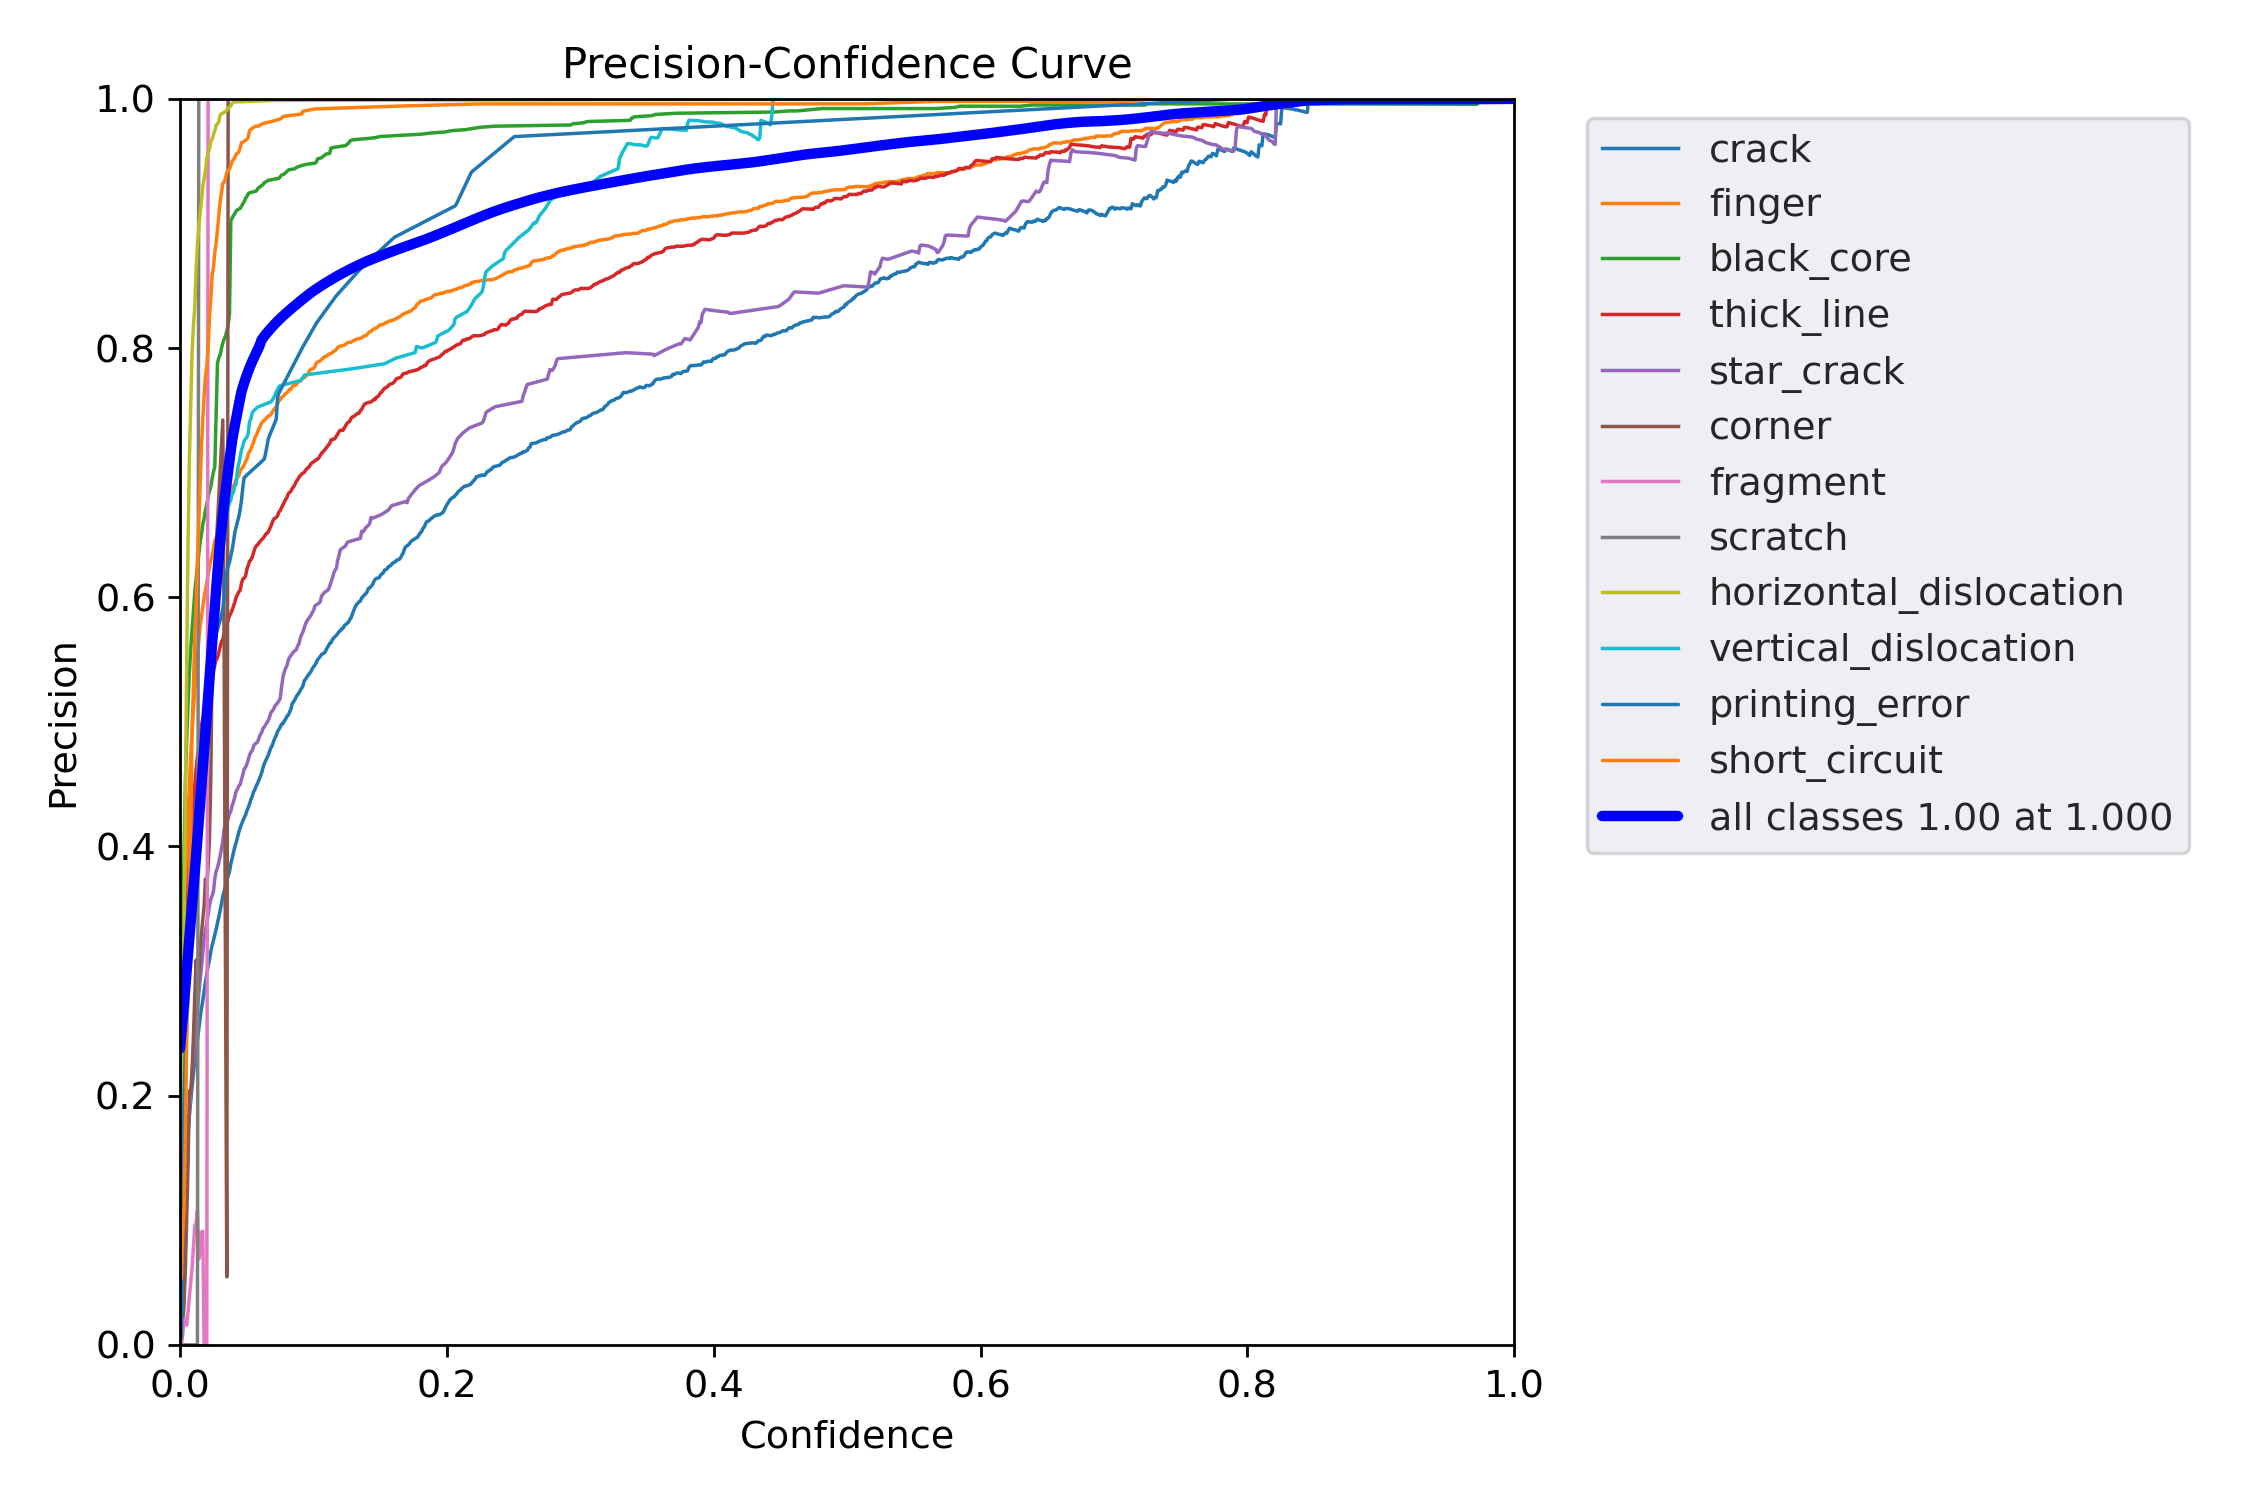 Precision-Confidence Curve
1.0
0.8
0.6
0.4
0.2
0.0
Precision
0.0 0.2 0.4 0.6 0.8 1.0
Confidence
crack
finger
black_core
thick_line
star_crack
corner
fragment
scratch
horizontal_dislocation
vertical_dislocation
printing_error
short_circuit
all classes 1.00 at 1.000